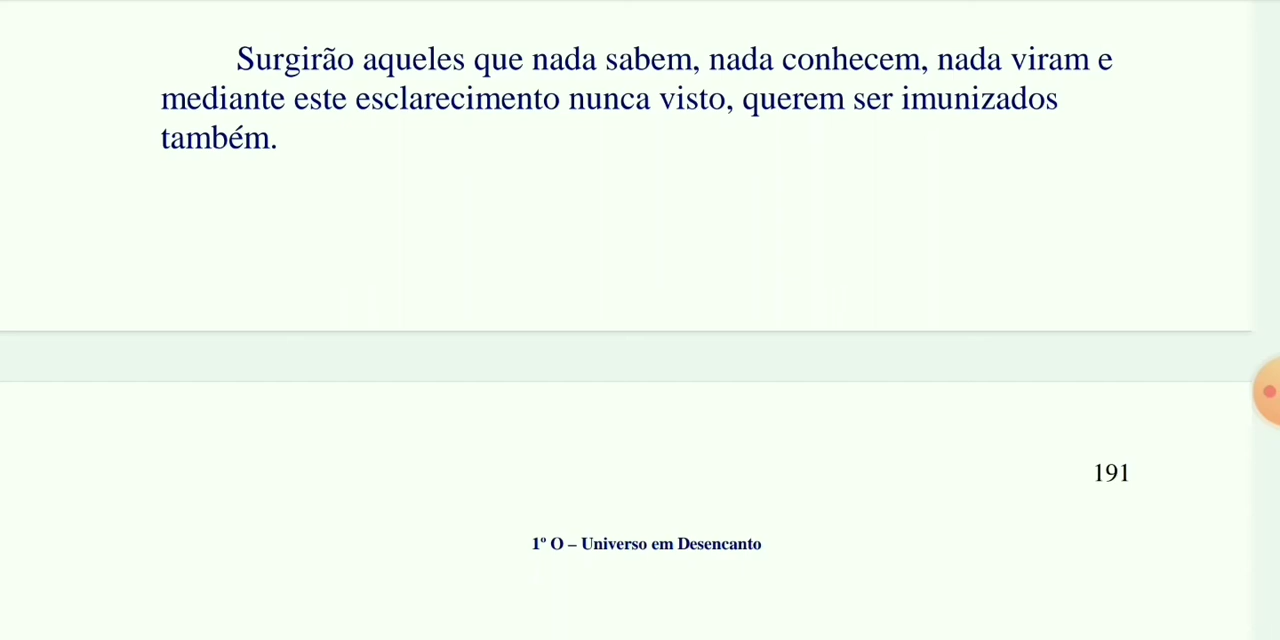 Surgirão aqueles que nada sabem, nada conhecem, nada viram e
mediante este esclarecimento nunca visto, querem ser imunizados
também.
191
1º O – Universo em Desencanto